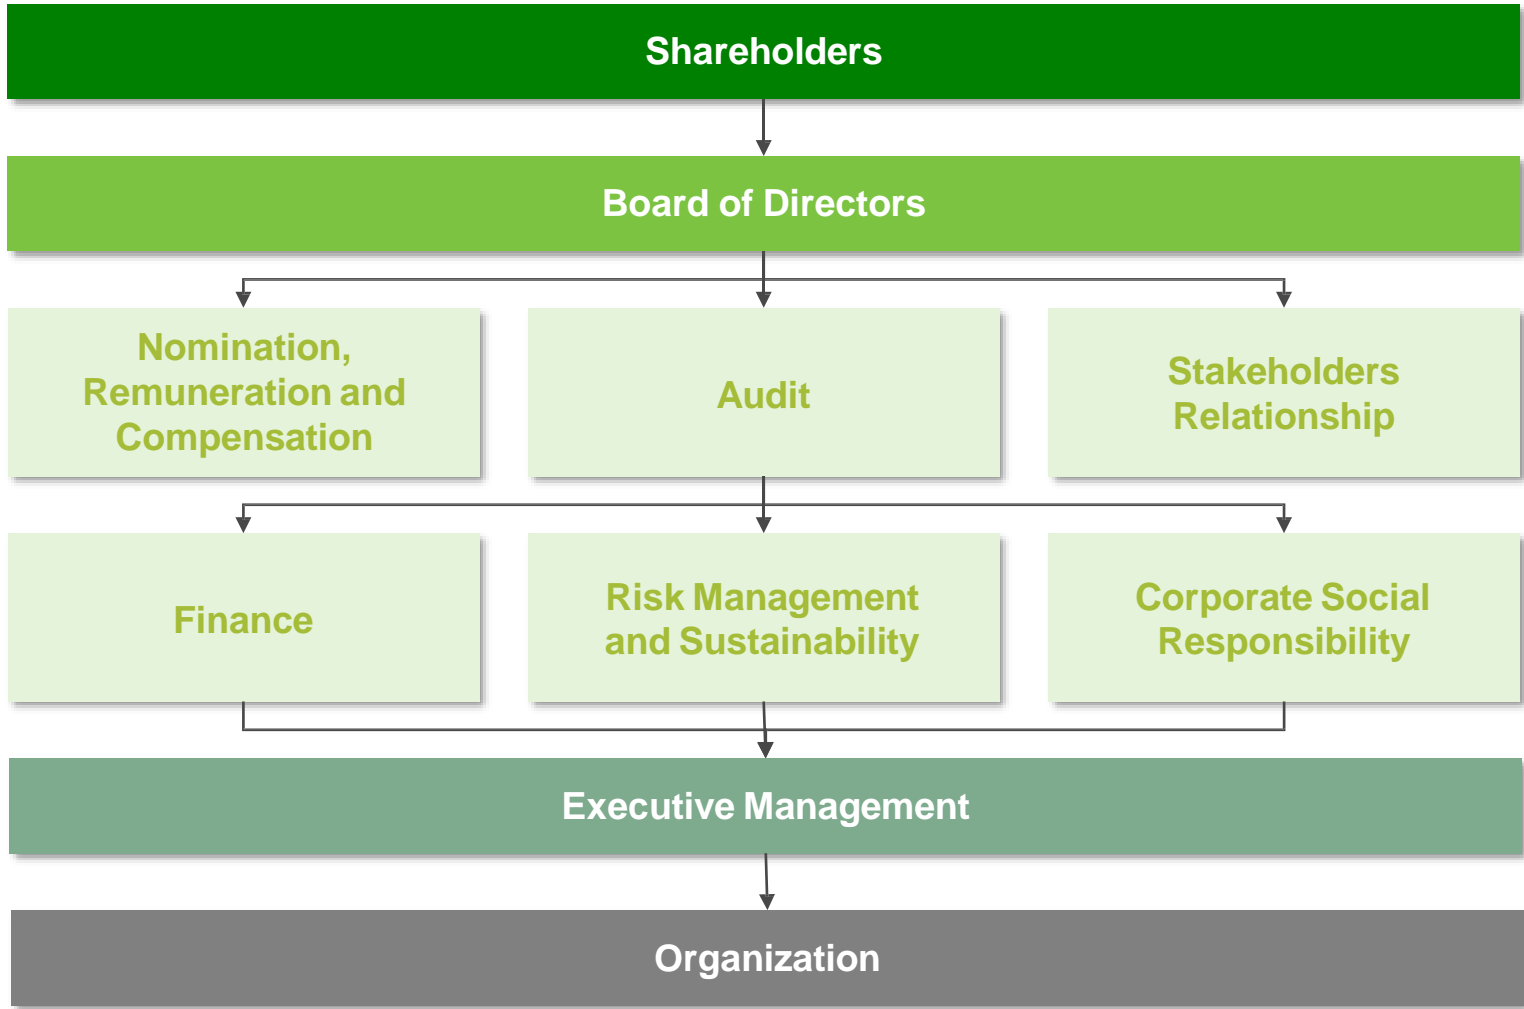 Shareholders
Board of Directors
Nomination,
Remuneration and
Compensation
Audit
Stakeholders
Relationship
Finance
Risk Management
and Sustainability
Corporate Social
Responsibility
Executive Management
Organization